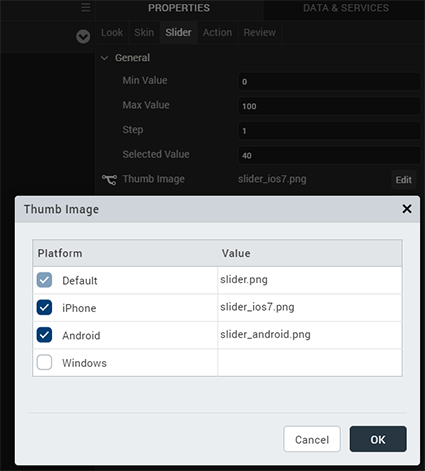 PROPERTIES DATA & SERVICES
Look Skin Slider Action Review
General
Min Value 0
Max Value 100
Step 1
Selected Value 40
Thumb Image slider_ios7.png Edit
Thumb Image
Platform Value
Default slider.png
iPhone slider_ios7.png
Android slider_android.png
Windows
Cancel OK